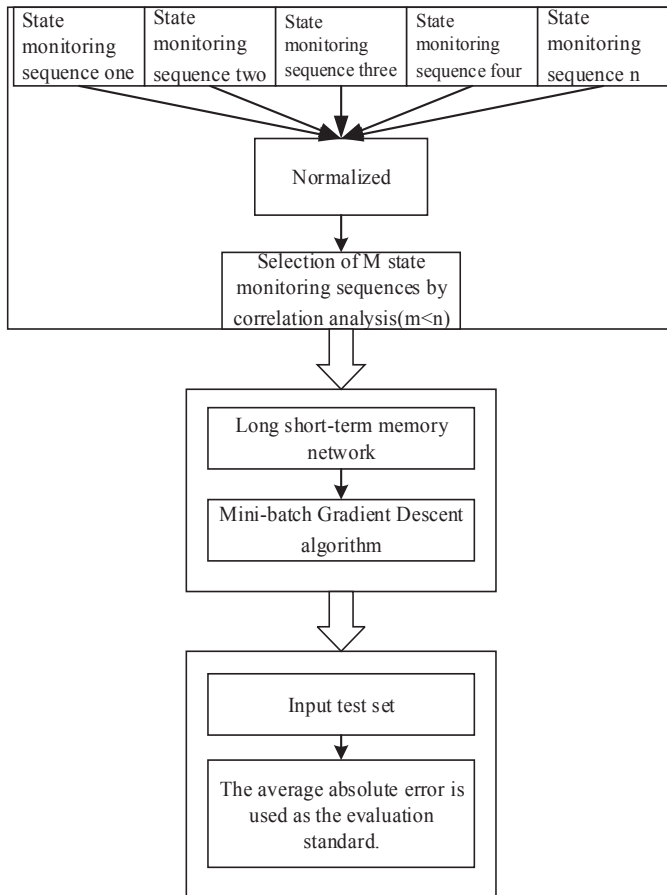 State
monitoring
sequence one
State
monitoring
sequence two
State
monitoring
sequence three
State
monitoring
sequence four
State
monitoring
sequence n
Normalized
Selection of M state
monitoring sequences by
correlation analysis(m<n)
Long short-term memory
network
Mini-batch Gradient Descent
algorithm
Input test set
The average absolute error is
used as the evaluation
standard.